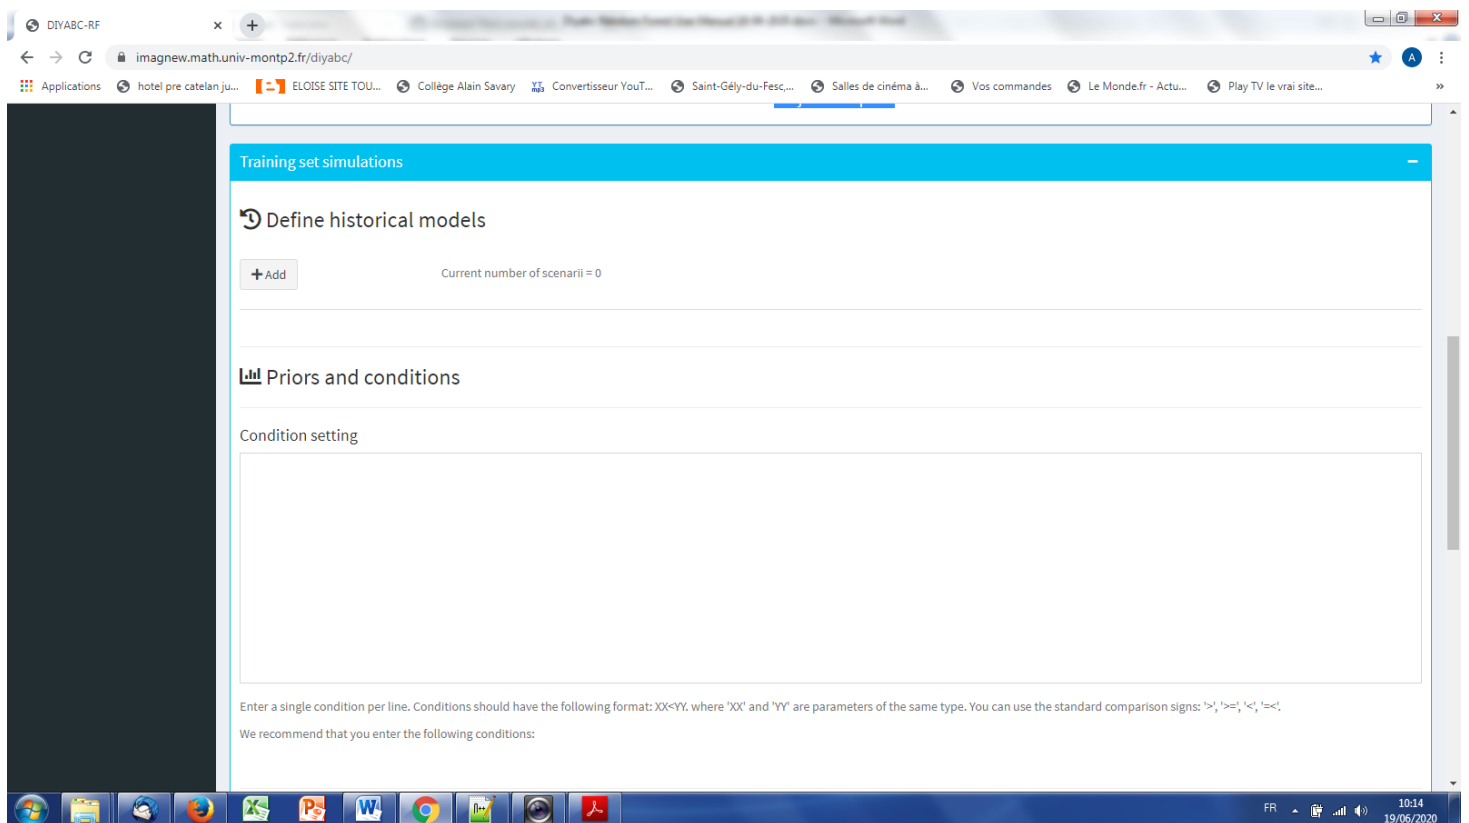 DIYABC-RF
imagnew.math.univ-montp2.fr/diyabc/
A
Applications hotel pre catelan ju... ELOISE SITE TOU... Collège Alain Savary YT mp3 Convertisseur YouT... Saint-Gély-du-Fesc,... Salles de cinéma à... Vos commandes Le Monde.fr - Actu... Play TV le vrai site... »
Training set simulations
Define historical models
Add
Current number of scenarii = 0
Priors and conditions
Condition setting
Enter a single condition per line. Conditions should have the following format: XX<YY. where 'XX' and 'YY' are parameters of the same type. You can use the standard comparison signs: '>', '>=', '<', '=<'.
We recommend that you enter the following conditions:
FR
10:14
19/06/2020